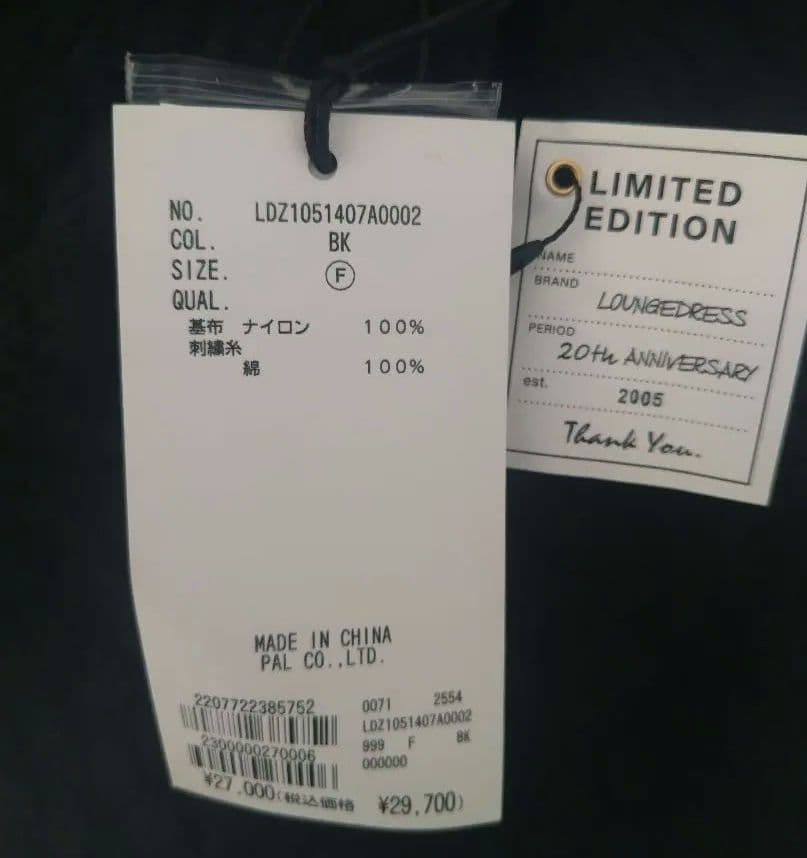 NO. LDZ1051407A0002
COL. BK
SIZE. F
QUAL.
基布 ナイロン 100%
刺繍糸
綿 100%
MADE IN CHINA
PAL CO.,LTD.
2207722385752 0071 2554
LDZ1051407A0002
2300000270006 999 F BK
000000
¥27,000(税込価格 ¥29,700)
LIMITED
EDITION
NAME
BRAND
LOUNGEDRESS
PERIOD
20th ANNIVERSARY
est. 2005
Thank You.